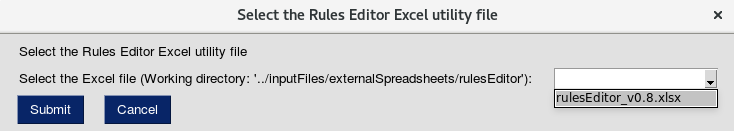 Select the Rules Editor Excel utility file
Select the Rules Editor Excel utility file
Select the Excel file (Working directory: '../inputFiles/externalSpreadsheets/rulesEditor'):
rulesEditor_v0.8.xlsx
Submit Cancel